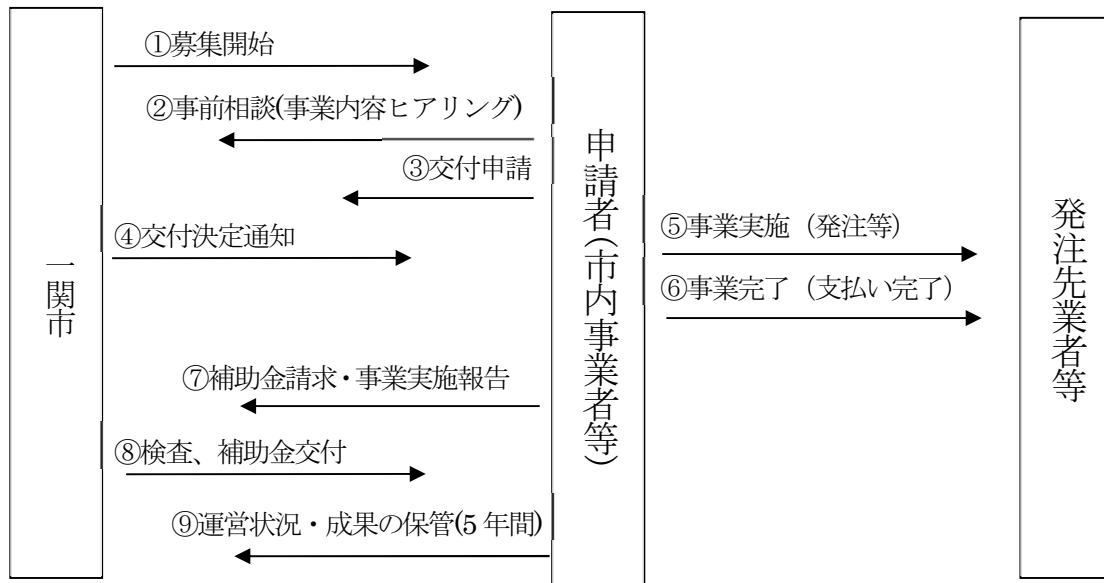 ①募集開始
②事前相談(事業内容ヒアリング)
③交付申請
④交付決定通知
一関市
申請者(市内事業者等)
⑤事業実施（発注等）
⑥事業完了（支払い完了）
発注先業者等
⑦補助金請求・事業実施報告
⑧検査、補助金交付
⑨運営状況・成果の保管(5年間)